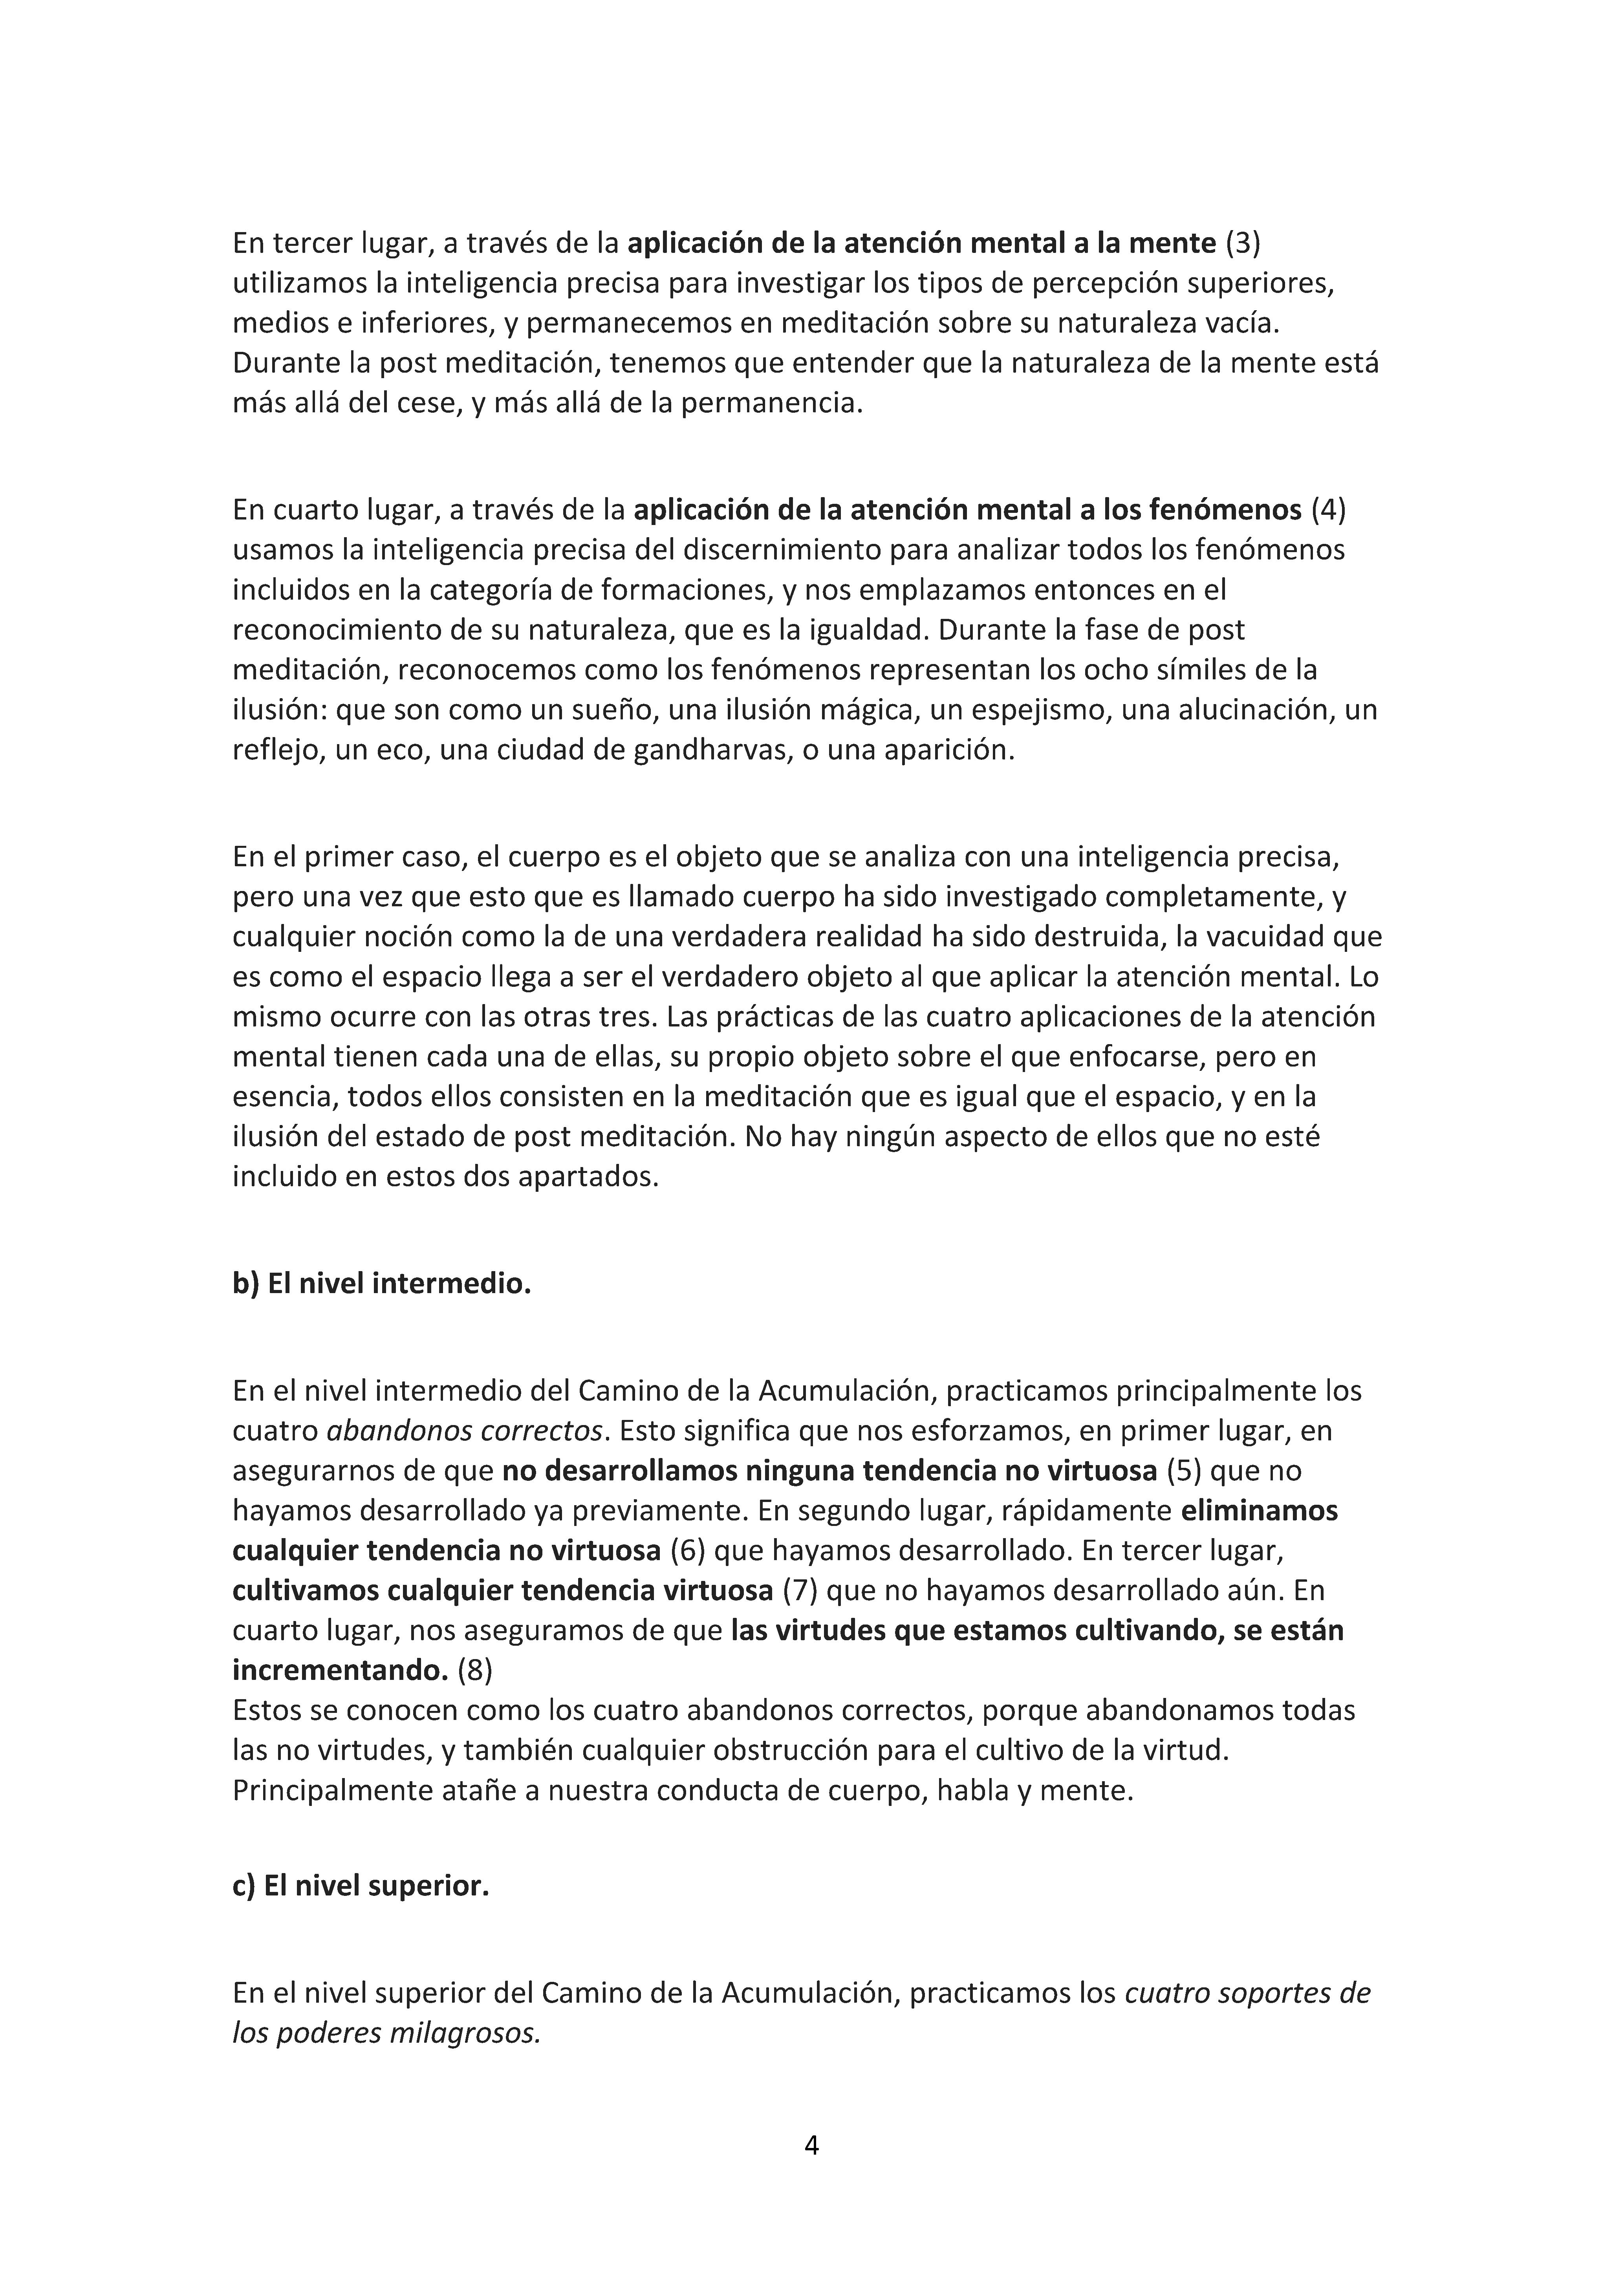 En tercer lugar, a través de la aplicación de la atención mental a la mente (3)
utilizamos la inteligencia precisa para investigar los tipos de percepción superiores,
medios e inferiores, y permanecemos en meditación sobre su naturaleza vacía.
Durante la post meditación, tenemos que entender que la naturaleza de la mente está
más allá del cese, y más allá de la permanencia.
En cuarto lugar, a través de la aplicación de la atención mental a los fenómenos (4)
usamos la inteligencia precisa del discernimiento para analizar todos los fenómenos
incluidos en la categoría de formaciones, y nos emplazamos entonces en el
reconocimiento de su naturaleza, que es la igualdad. Durante la fase de post
meditación, reconocemos como los fenómenos representan los ocho símiles de la
ilusión: que son como un sueño, una ilusión mágica, un espejismo, una alucinación, un
reflejo, un eco, una ciudad de gandharvas, o una aparición.
En el primer caso, el cuerpo es el objeto que se analiza con una inteligencia precisa,
pero una vez que esto que es llamado cuerpo ha sido investigado completamente, y
cualquier noción como la de una verdadera realidad ha sido destruida, la vacuidad que
es como el espacio llega a ser el verdadero objeto al que aplicar la atención mental. Lo
mismo ocurre con las otras tres. Las prácticas de las cuatro aplicaciones de la atención
mental tienen cada una de ellas, su propio objeto sobre el que enfocarse, pero en
esencia, todos ellos consisten en la meditación que es igual que el espacio, y en la
ilusión del estado de post meditación. No hay ningún aspecto de ellos que no esté
incluido en estos dos apartados.
b) El nivel intermedio.
En el nivel intermedio del Camino de la Acumulación, practicamos principalmente los
cuatro abandonos correctos. Esto significa que nos esforzamos, en primer lugar, en
asegurarnos de que no desarrollamos ninguna tendencia no virtuosa (5) que no
hayamos desarrollado ya previamente. En segundo lugar, rápidamente eliminamos
cualquier tendencia no virtuosa (6) que hayamos desarrollado. En tercer lugar,
cultivamos cualquier tendencia virtuosa (7) que no hayamos desarrollado aún. En
cuarto lugar, nos aseguramos de que las virtudes que estamos cultivando, se están
incrementando. (8)
Estos se conocen como los cuatro abandonos correctos, porque abandonamos todas
las no virtudes, y también cualquier obstrucción para el cultivo de la virtud.
Principalmente atañe a nuestra conducta de cuerpo, habla y mente.
c) El nivel superior.
En el nivel superior del Camino de la Acumulación, practicamos los cuatro soportes de
los poderes milagrosos.
4